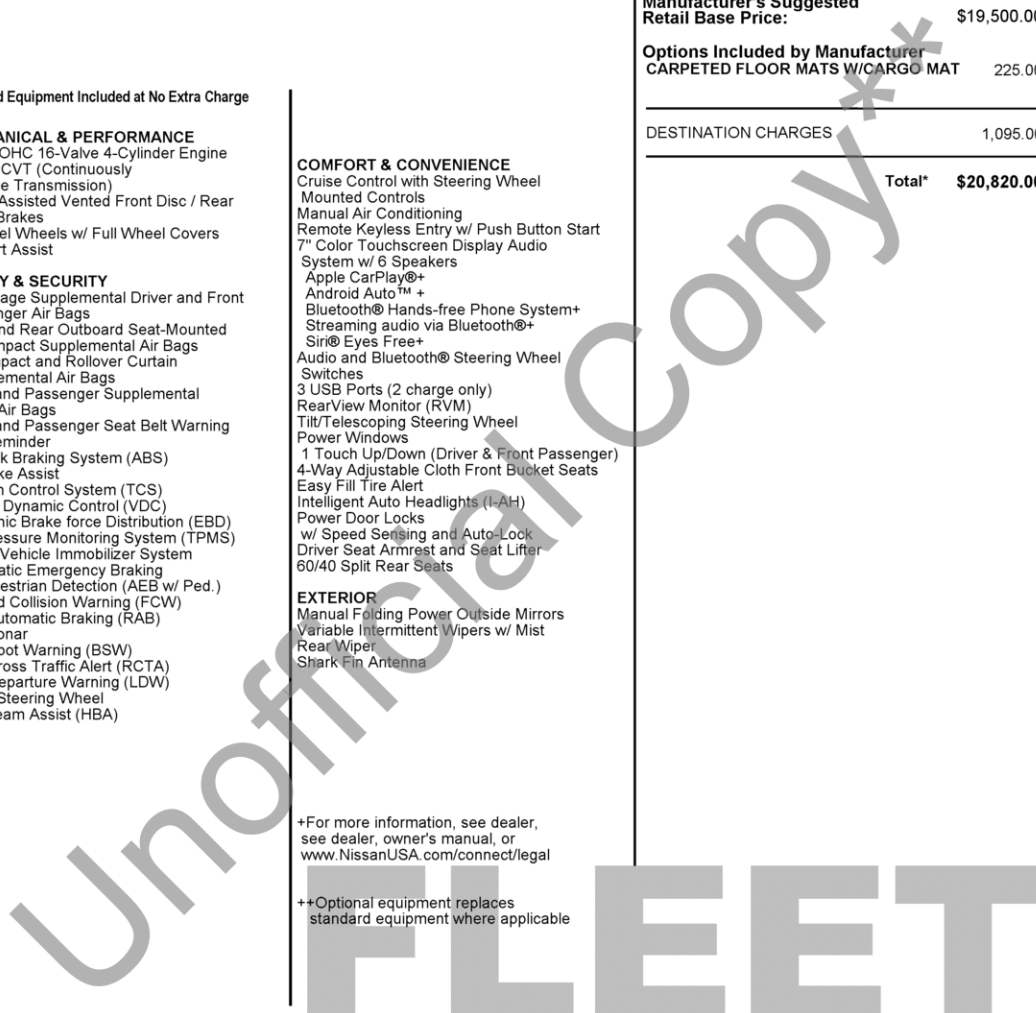 d Equipment Included at No Extra Charge
ANICAL & PERFORMANCE
OHC 16-Valve 4-Cylinder Engine
CVT (Continuously
e Transmission)
Assisted Vented Front Disc / Rear
Brakes
el Wheels w/ Full Wheel Covers
rt Assist
Y & SECURITY
age Supplemental Driver and Front
nger Air Bags
nd Rear Outboard Seat-Mounted
mpact Supplemental Air Bags
pact and Rollover Curtain
emental Air Bags
and Passenger Supplemental
Air Bags
and Passenger Seat Belt Warning
eminder
k Braking System (ABS)
ke Assist
n Control System (TCS)
Dynamic Control (VDC)
nic Brake force Distribution (EBD)
essure Monitoring System (TPMS)
Vehicle Immobilizer System
atic Emergency Braking
estrian Detection (AEB w/ Ped.)
d Collision Warning (FCW)
utomatic Braking (RAB)
onar
pot Warning (BSW)
ross Traffic Alert (RCTA)
eparture Warning (LDW)
Steering Wheel
eam Assist (HBA)
COMFORT & CONVENIENCE
Cruise Control with Steering Wheel
Mounted Controls
Manual Air Conditioning
Remote Keyless Entry w/ Push Button Start
7" Color Touchscreen Display Audio
System w/ 6 Speakers
Apple CarPlay®+
Android Auto™ +
Bluetooth® Hands-free Phone System+
Streaming audio via Bluetooth®+
Siri® Eyes Free+
Audio and Bluetooth® Steering Wheel
Switches
3 USB Ports (2 charge only)
RearView Monitor (RVM)
Tilt/Telescoping Steering Wheel
Power Windows
1 Touch Up/Down (Driver & Front Passenger)
4-Way Adjustable Cloth Front Bucket Seats
Easy Fill Tire Alert
Intelligent Auto Headlights (I-AH)
Power Door Locks
w/ Speed Sensing and Auto-Lock
Driver Seat Armrest and Seat Lifter
60/40 Split Rear Seats
EXTERIOR
Manual Folding Power Outside Mirrors
Variable Intermittent Wipers w/ Mist
Rear Wiper
Shark Fin Antenna
+For more information, see dealer,
see dealer, owner's manual, or
www.NissanUSA.com/connect/legal
++Optional equipment replaces
standard equipment where applicable
Manufacturer's Suggested
Retail Base Price: $19,500.00
Options Included by Manufacturer
CARPETED FLOOR MATS W/CARGO MAT 225.00
DESTINATION CHARGES 1,095.00
Total* $20,820.00
Unofficial Copy**
FLEET